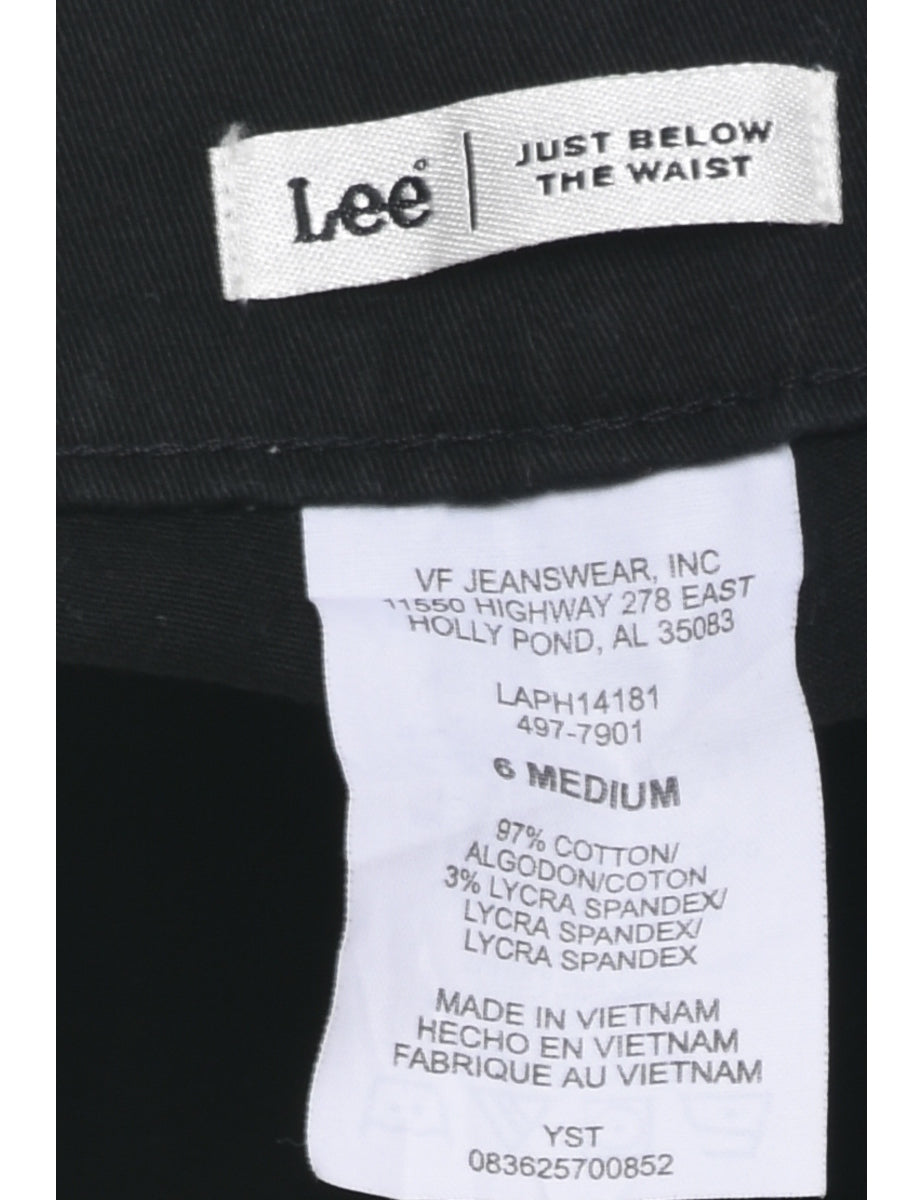 Lee
JUST BELOW
THE WAIST
VF JEANSWEAR, INC
11550 HIGHWAY 278 EAST
HOLLY POND, AL 35083
LAPH14181
497-7901
6 MEDIUM
97% COTTON/
ALGODON/COTON
3% LYCRA SPANDEX/
LYCRA SPANDEX/
LYCRA SPANDEX
MADE IN VIETNAM
HECHO EN VIETNAM
FABRIQUE AU VIETNAM
YST
083625700852